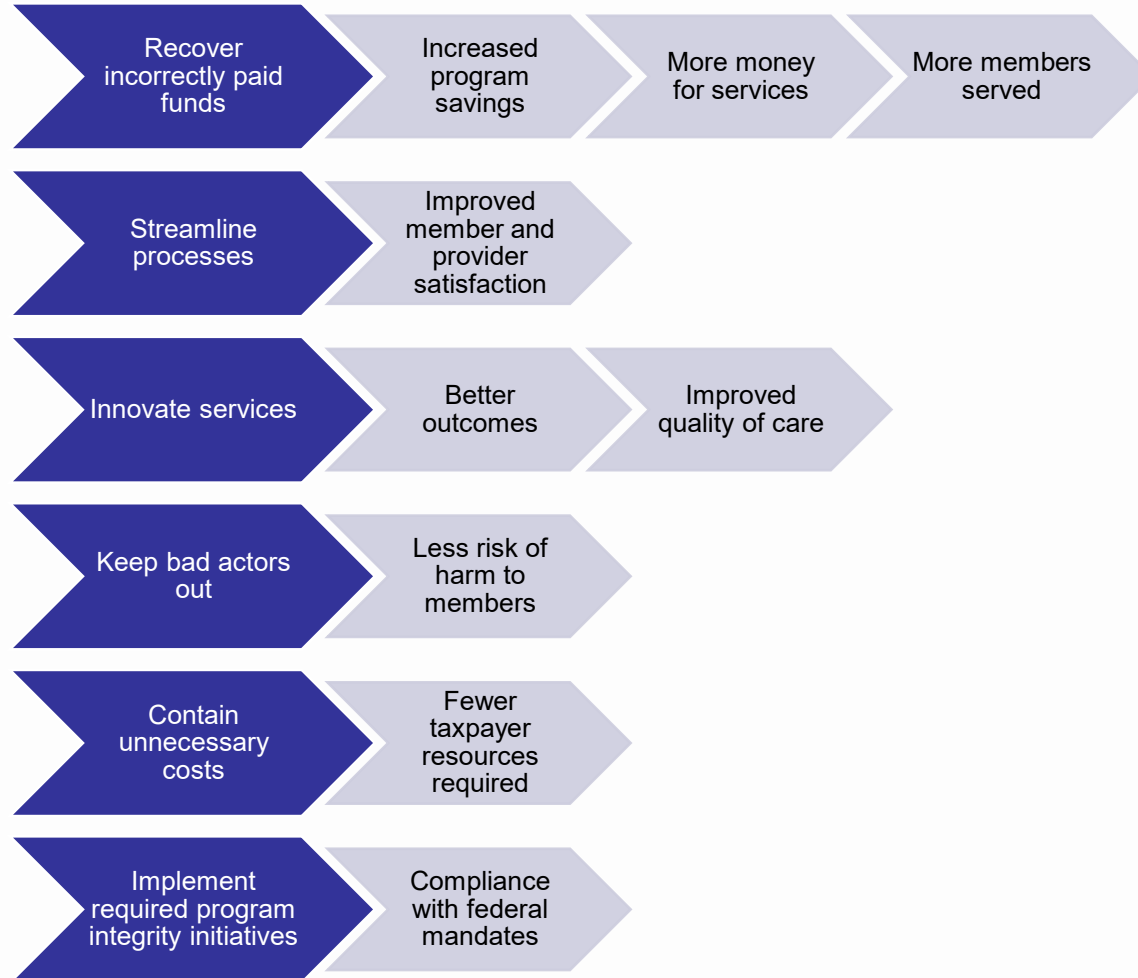 Recover
incorrectly paid
funds
Increased
program
savings
More money
for services
More members
served
Streamline
processes
Improved
member and
provider
satisfaction
Innovate services
Better
outcomes
Improved
quality of care
Keep bad actors
out
Less risk of
harm to
members
Contain
unnecessary
costs
Fewer
taxpayer
resources
required
Implement
required program
integrity initiatives
Compliance
with federal
mandates